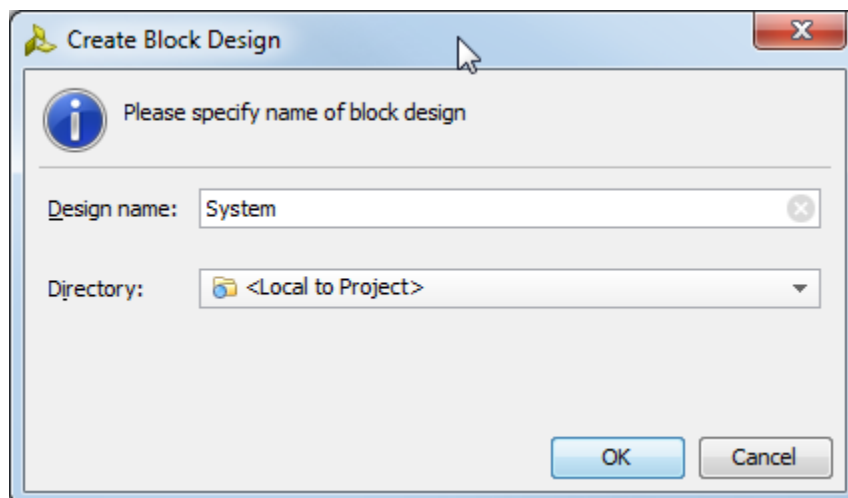 Create Block Design
Please specify name of block design
Design name: System
Directory: <Local to Project>
OK Cancel